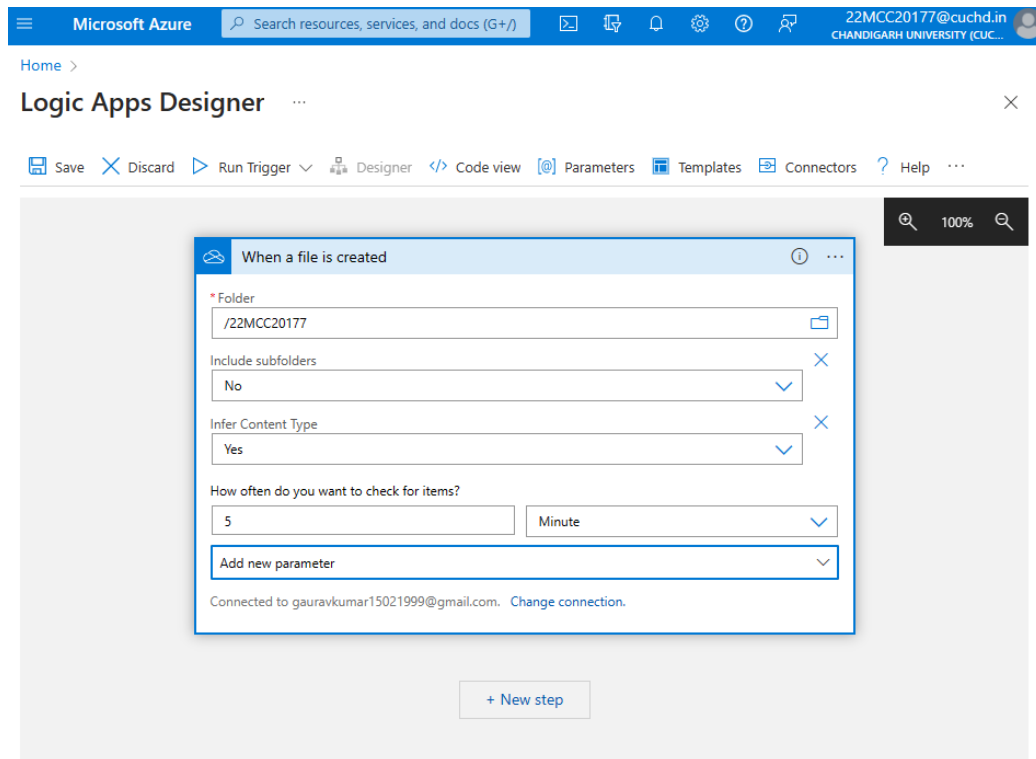 Microsoft Azure
Search resources, services, and docs (G+/)
22MCC20177@cuchd.in
CHANDIGARH UNIVERSITY (CUC...
Home >
Logic Apps Designer ...
Save Discard Run Trigger Designer </> Code view [@] Parameters Templates Connectors ? Help ...
100%
When a file is created
* Folder
/22MCC20177
Include subfolders
No
Infer Content Type
Yes
How often do you want to check for items?
5 Minute
Add new parameter
Connected to gauravkumar15021999@gmail.com. Change connection.
+ New step